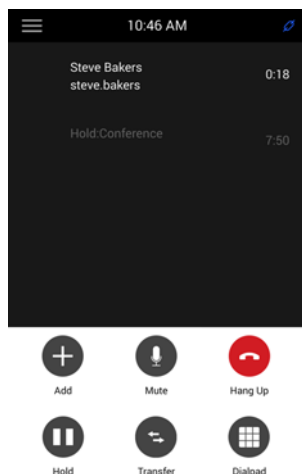 10:46 AM
Steve Bakers
0:18
steve.bakers
Hold:Conference
7:50
Add
Mute
Hang Up
Hold
Transfer
Dialpad